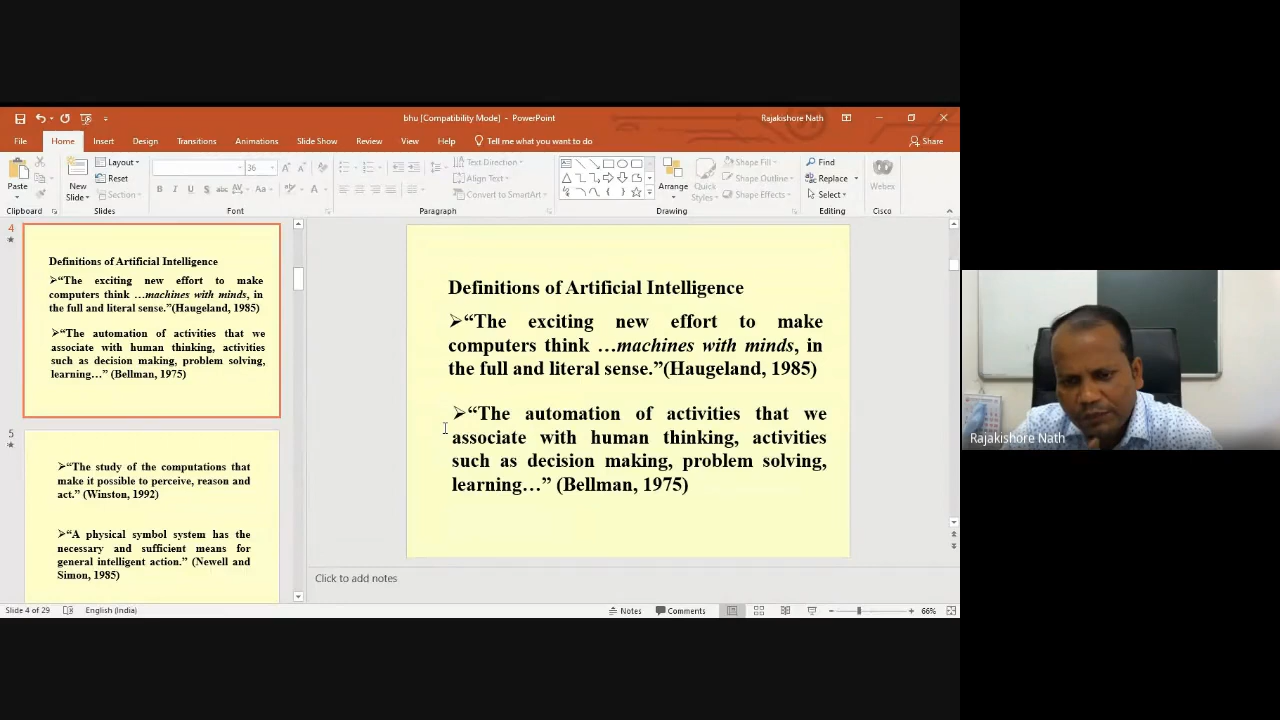 bhu [Compatibility Mode] - PowerPoint
Rajakishore Nath
File Home Insert Design Transitions Animations Slide Show Review View Help Tell me what you want to do
Share
Paste
Clipboard
New
Slide
Layout
Reset
Section
Slides
36
B I U S abc AV Aa A
Font
Text Direction
Align Text
Convert to SmartArt
Paragraph
Arrange
Quick
Styles
Shape Fill
Shape Outline
Shape Effects
Drawing
Find
Replace
Select
Editing
Webex
Cisco
4
Definitions of Artificial Intelligence
➢“The exciting new effort to make
computers think …machines with minds, in
the full and literal sense.”(Haugeland, 1985)
➢“The automation of activities that we
associate with human thinking, activities
such as decision making, problem solving,
learning…” (Bellman, 1975)
5
➢“The study of the computations that
make it possible to perceive, reason and
act.” (Winston, 1992)
➢“A physical symbol system has the
necessary and sufficient means for
general intelligent action.” (Newell and
Simon, 1985)
Definitions of Artificial Intelligence
➢“The exciting new effort to make
computers think …machines with minds, in
the full and literal sense.”(Haugeland, 1985)
➢“The automation of activities that we
associate with human thinking, activities
such as decision making, problem solving,
learning…” (Bellman, 1975)
Click to add notes
Slide 4 of 29 English (India) Notes Comments 66%
Rajakishore Nath